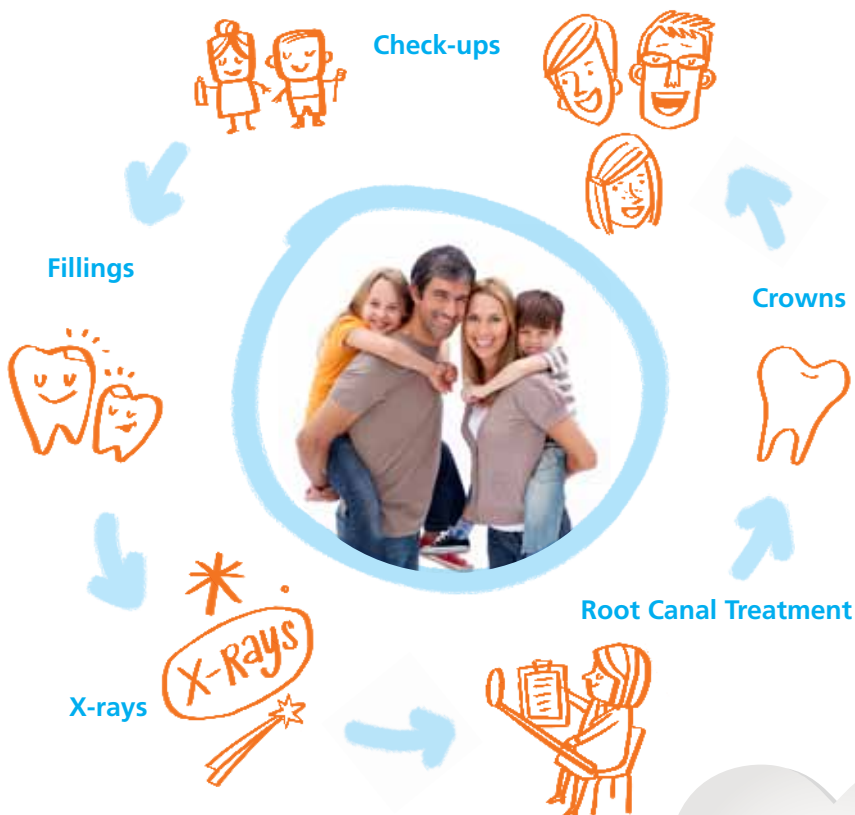 Check-ups
Fillings
Crowns
X-Rays
X-rays
Root Canal Treatment